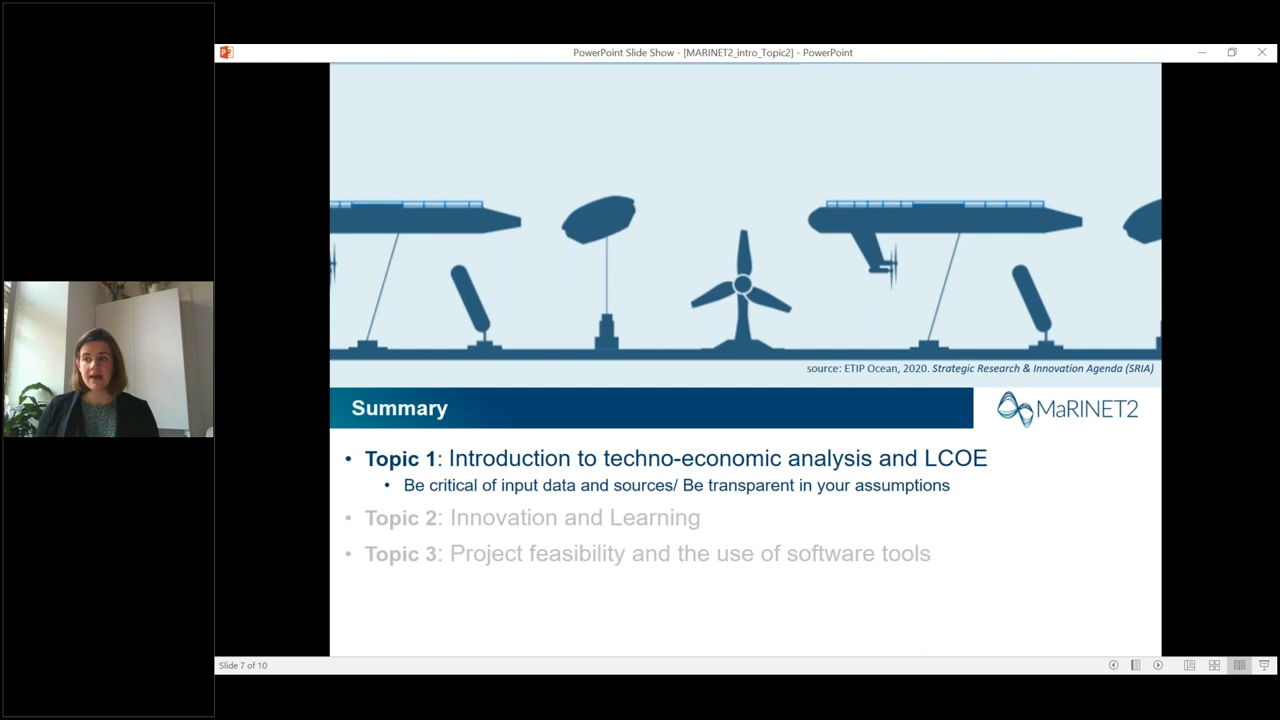 PowerPoint Slide Show - [MARINET2_intro_Topic2] - PowerPoint
source: ETIP Ocean, 2020. Strategic Research & Innovation Agenda (SRIA)
Summary
MaRINET2
• Topic 1: Introduction to techno-economic analysis and LCOE
• Be critical of input data and sources/ Be transparent in your assumptions
• Topic 2: Innovation and Learning
• Topic 3: Project feasibility and the use of software tools
Slide 7 of 10